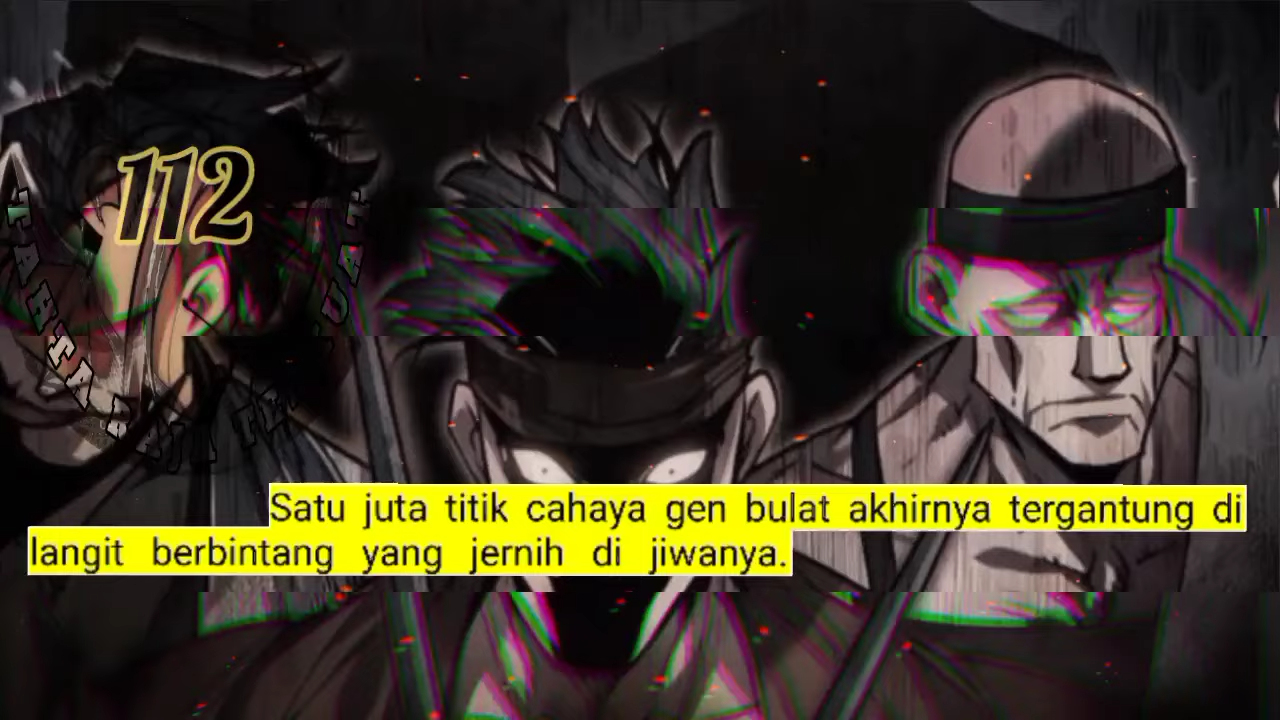 112
Satu juta titik cahaya gen bulat akhirnya tergantung di
langit berbintang yang jernih di jiwanya.